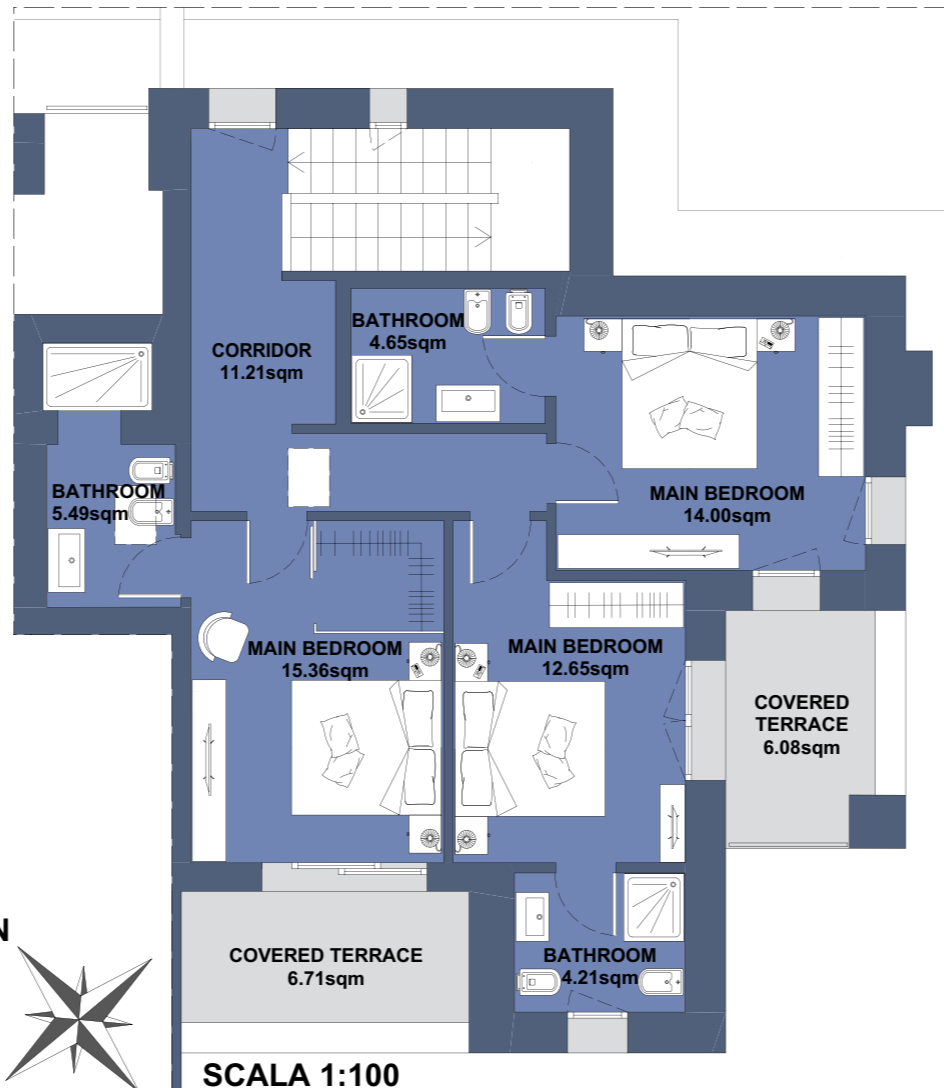 BATHROOM
4.65sqm
CORRIDOR
11.21sqm
BATHROOM
5.49sqm
MAIN BEDROOM
14.00sqm
MAIN BEDROOM
15.36sqm
MAIN BEDROOM
12.65sqm
COVERED
TERRACE
6.08sqm
COVERED TERRACE
6.71sqm
BATHROOM
4.21sqm
N
SCALA 1:100